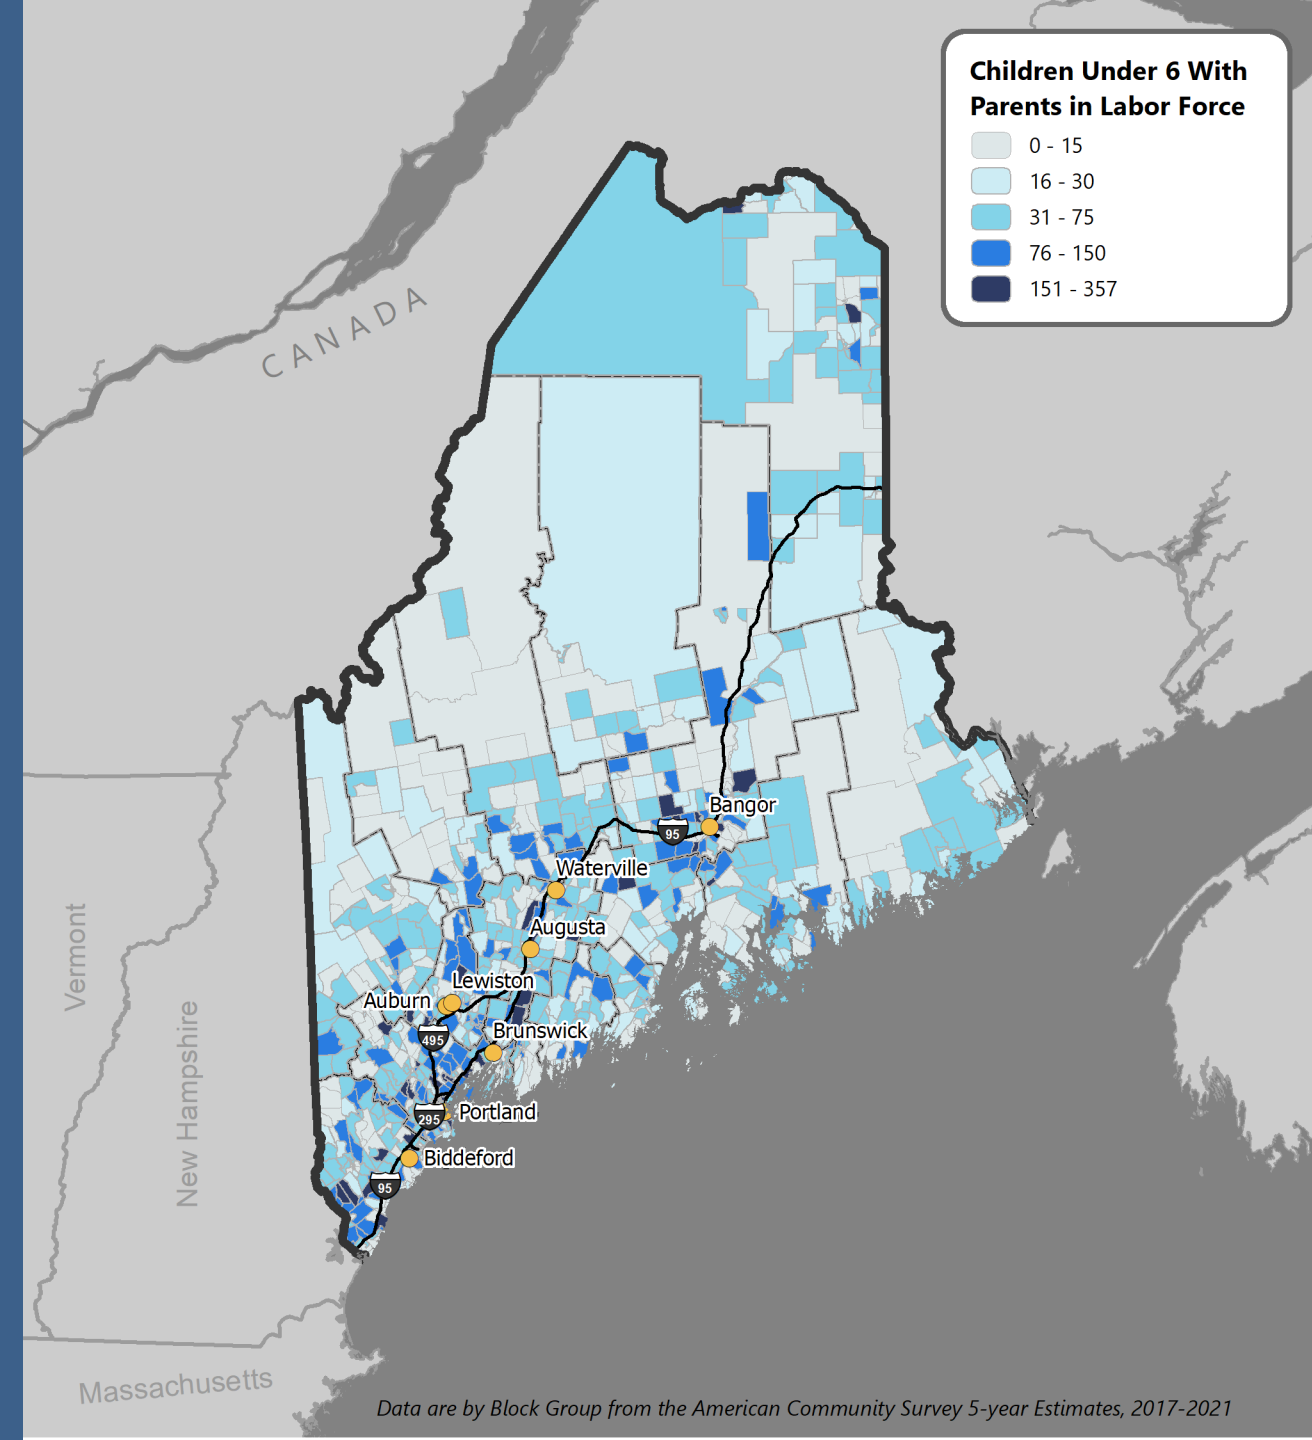 Children Under 6 With
Parents in Labor Force
0 - 15
16 - 30
31 - 75
76 - 150
151 - 357
CANADA
Bangor
95
Waterville
Augusta
Lewiston
Auburn
Brunswick
495
Portland
295
Biddeford
95
Vermont
New Hampshire
Massachusetts
Data are by Block Group from the American Community Survey 5-year Estimates, 2017-2021